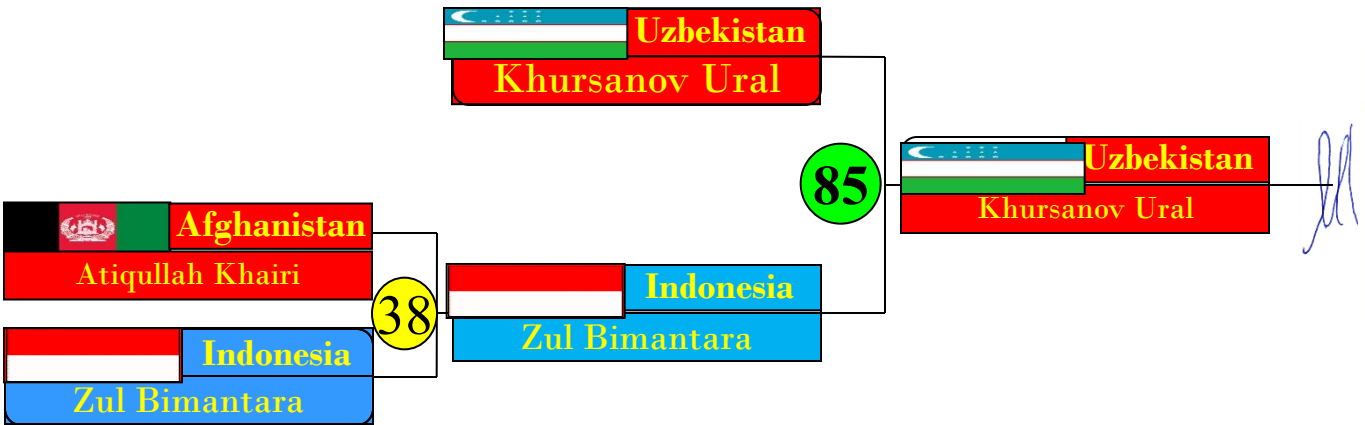 Uzbekistan
Khursanov Ural
85
Uzbekistan
Khursanov Ural
Afghanistan
Atiqullah Khairi
38
Indonesia
Zul Bimantara
Indonesia
Zul Bimantara